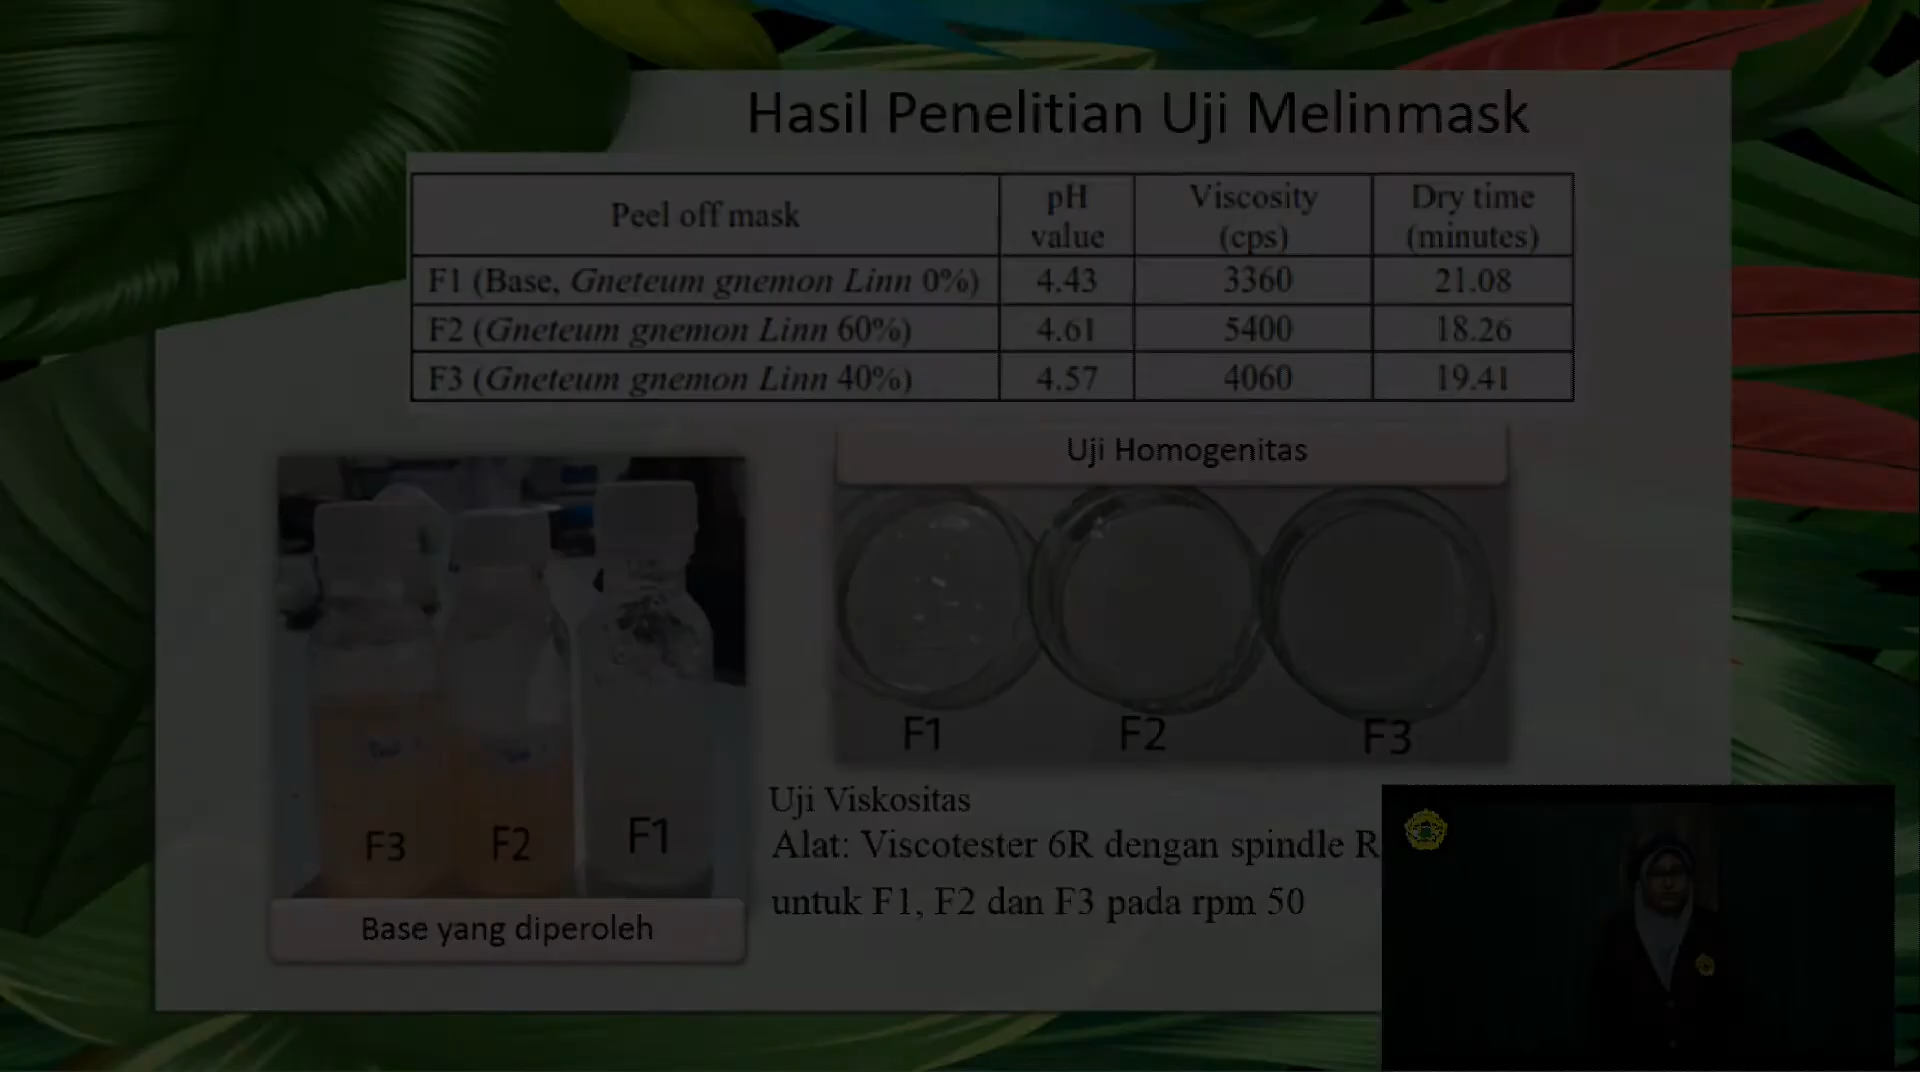 Hasil Penelitian Uji Melinmask
Peel off mask
pH value
Viscosity (cps)
Dry time (minutes)
F1 (Base, Gneteum gnemon Linn 0%) 4.43 3360 21.08
F2 (Gneteum gnemon Linn 60%) 4.61 5400 18.26
F3 (Gneteum gnemon Linn 40%) 4.57 4060 19.41
Uji Homogenitas
F1 F2 F3
F3 F2 F1
Base yang diperoleh
Uji Viskositas
Alat: Viscotester 6R dengan spindle R
untuk F1, F2 dan F3 pada rpm 50